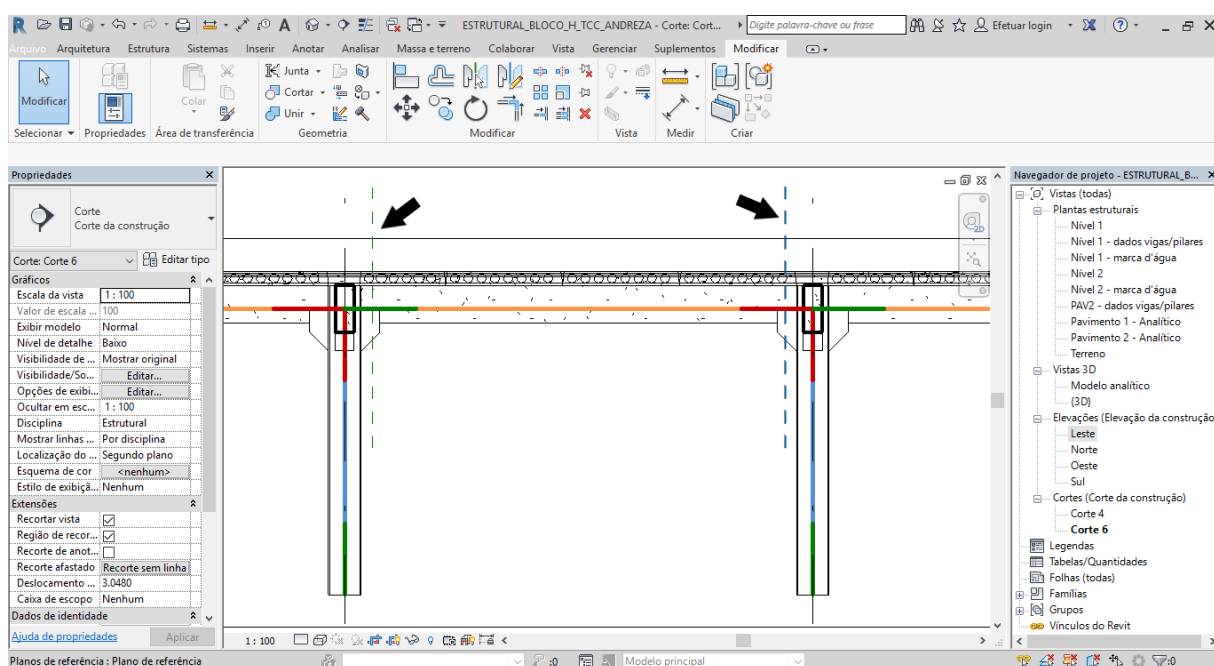 ESTRUTURAL_BLOCO_H_TCC_ANDREZA - Corte: Cort... Digite palavra-chave ou frase Efetuar login
Arquivo Arquitetura Estrutura Sistemas Inserir Anotar Analisar Massa e terreno Colaborar Vista Gerenciar Suplementos Modificar
Modificar Colar Junta
Cortar
Unir
Selecionar Propriedades Área de transferência Geometria Modificar Vista Medir Criar
Propriedades
Corte
Corte da construção
Corte: Corte 6 Editar tipo
Gráficos
Escala da vista 1 : 100
Valor de escala ... 100
Exibir modelo Normal
Nível de detalhe Baixo
Visibilidade de ... Mostrar original
Visibilidade/So... Editar...
Opções de exibi... Editar...
Ocultar em esc... 1 : 100
Disciplina Estrutural
Mostrar linhas ... Por disciplina
Localização do ... Segundo plano
Esquema de cor <nenhum>
Estilo de exibiçã... Nenhum
Extensões
Recortar vista
Região de recor...
Recorte de anot...
Recorte afastado Recorte sem linha
Deslocamento ... 3.0480
Caixa de escopo Nenhum
Dados de identidade
Ajuda de propriedades Aplicar
2D
1 : 100
Navegador de projeto - ESTRUTURAL_B...
Vistas (todas)
Plantas estruturais
Nível 1
Nível 1 - dados vigas/pilares
Nível 1 - marca d'água
Nível 2
Nível 2 - marca d'água
PAV2 - dados vigas/pilares
Pavimento 1 - Analítico
Pavimento 2 - Analítico
Terreno
Vistas 3D
Modelo analítico
{3D}
Elevações (Elevação da construção
Leste
Norte
Oeste
Sul
Cortes (Corte da construção)
Corte 4
Corte 6
Legendas
Tabelas/Quantidades
Folhas (todas)
Famílias
Grupos
Vínculos do Revit
Planos de referência : Plano de referência :0 Modelo principal :0